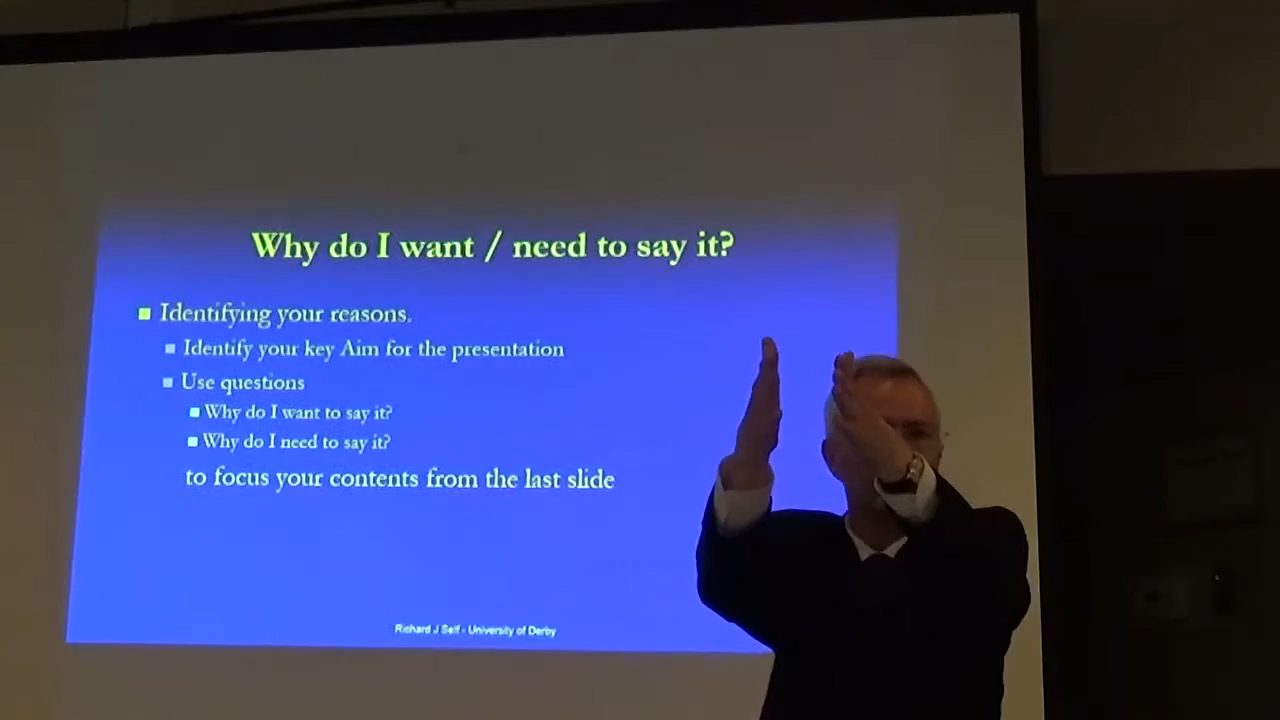 Why do I want / need to say it?
Identifying your reasons.
Identify your key Aim for the presentation
Use questions
Why do I want to say it?
Why do I need to say it?
to focus your contents from the last slide
Richard J Self - University of Derby